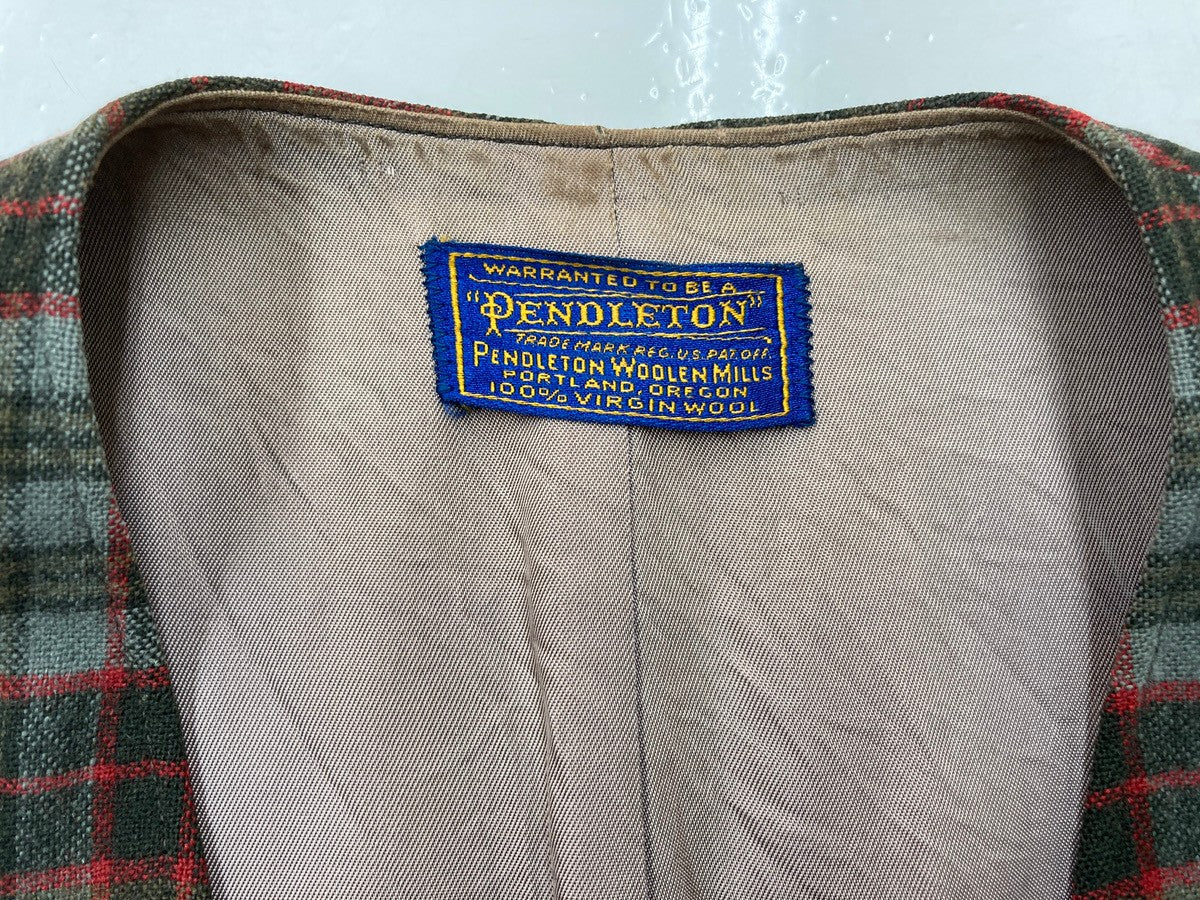 WARRANTED TO BE A
"PENDLETON"
TRADE MARK REG. U.S. PAT. OFF.
PENDLETON WOOLEN MILLS
PORTLAND, OREGON
100% VIRGIN WOOL